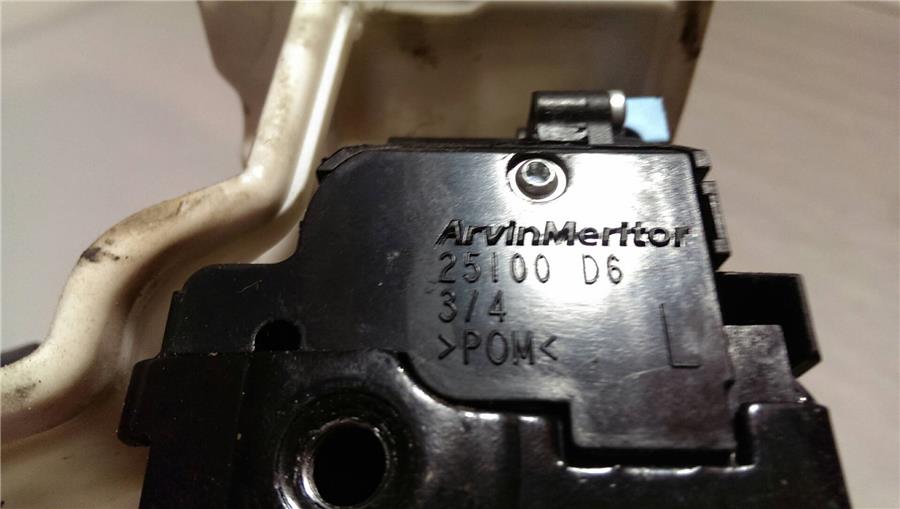 ArvinMeritor
25100 D6
3/4
>POM<
L